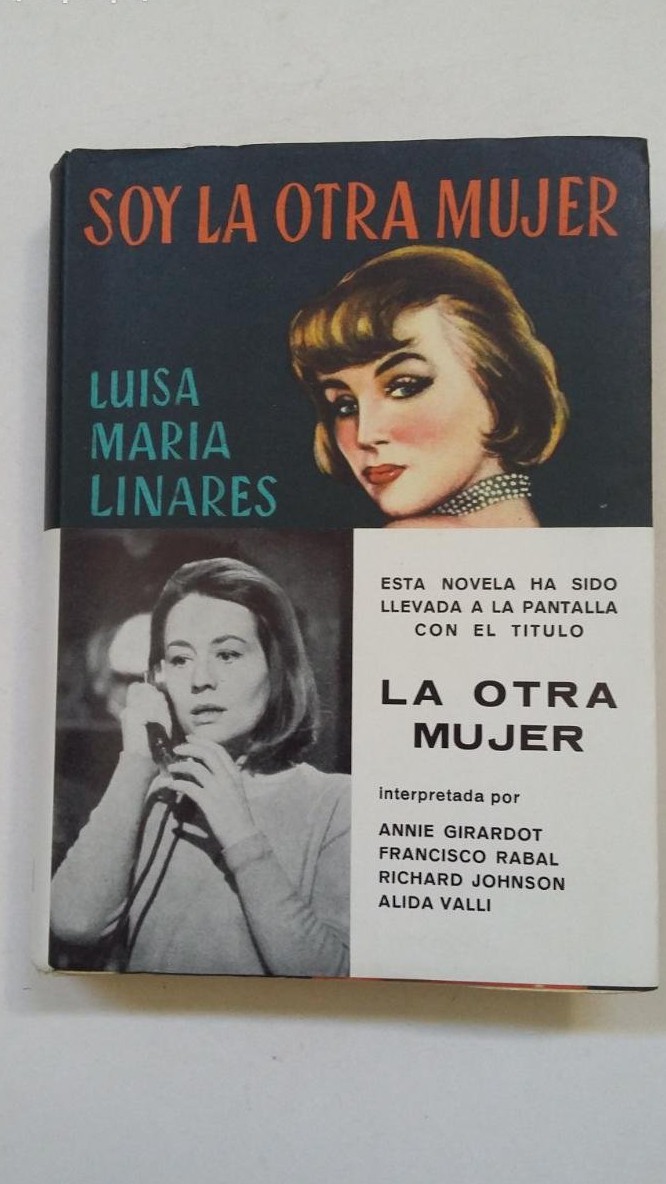 SOY LA OTRA MUJER
LUISA
MARIA
LINARES
ESTA NOVELA HA SIDO
LLEVADA A LA PANTALLA
CON EL TITULO
LA OTRA
MUJER
interpretada por
ANNIE GIRARDOT
FRANCISCO RABAL
RICHARD JOHNSON
ALIDA VALLI